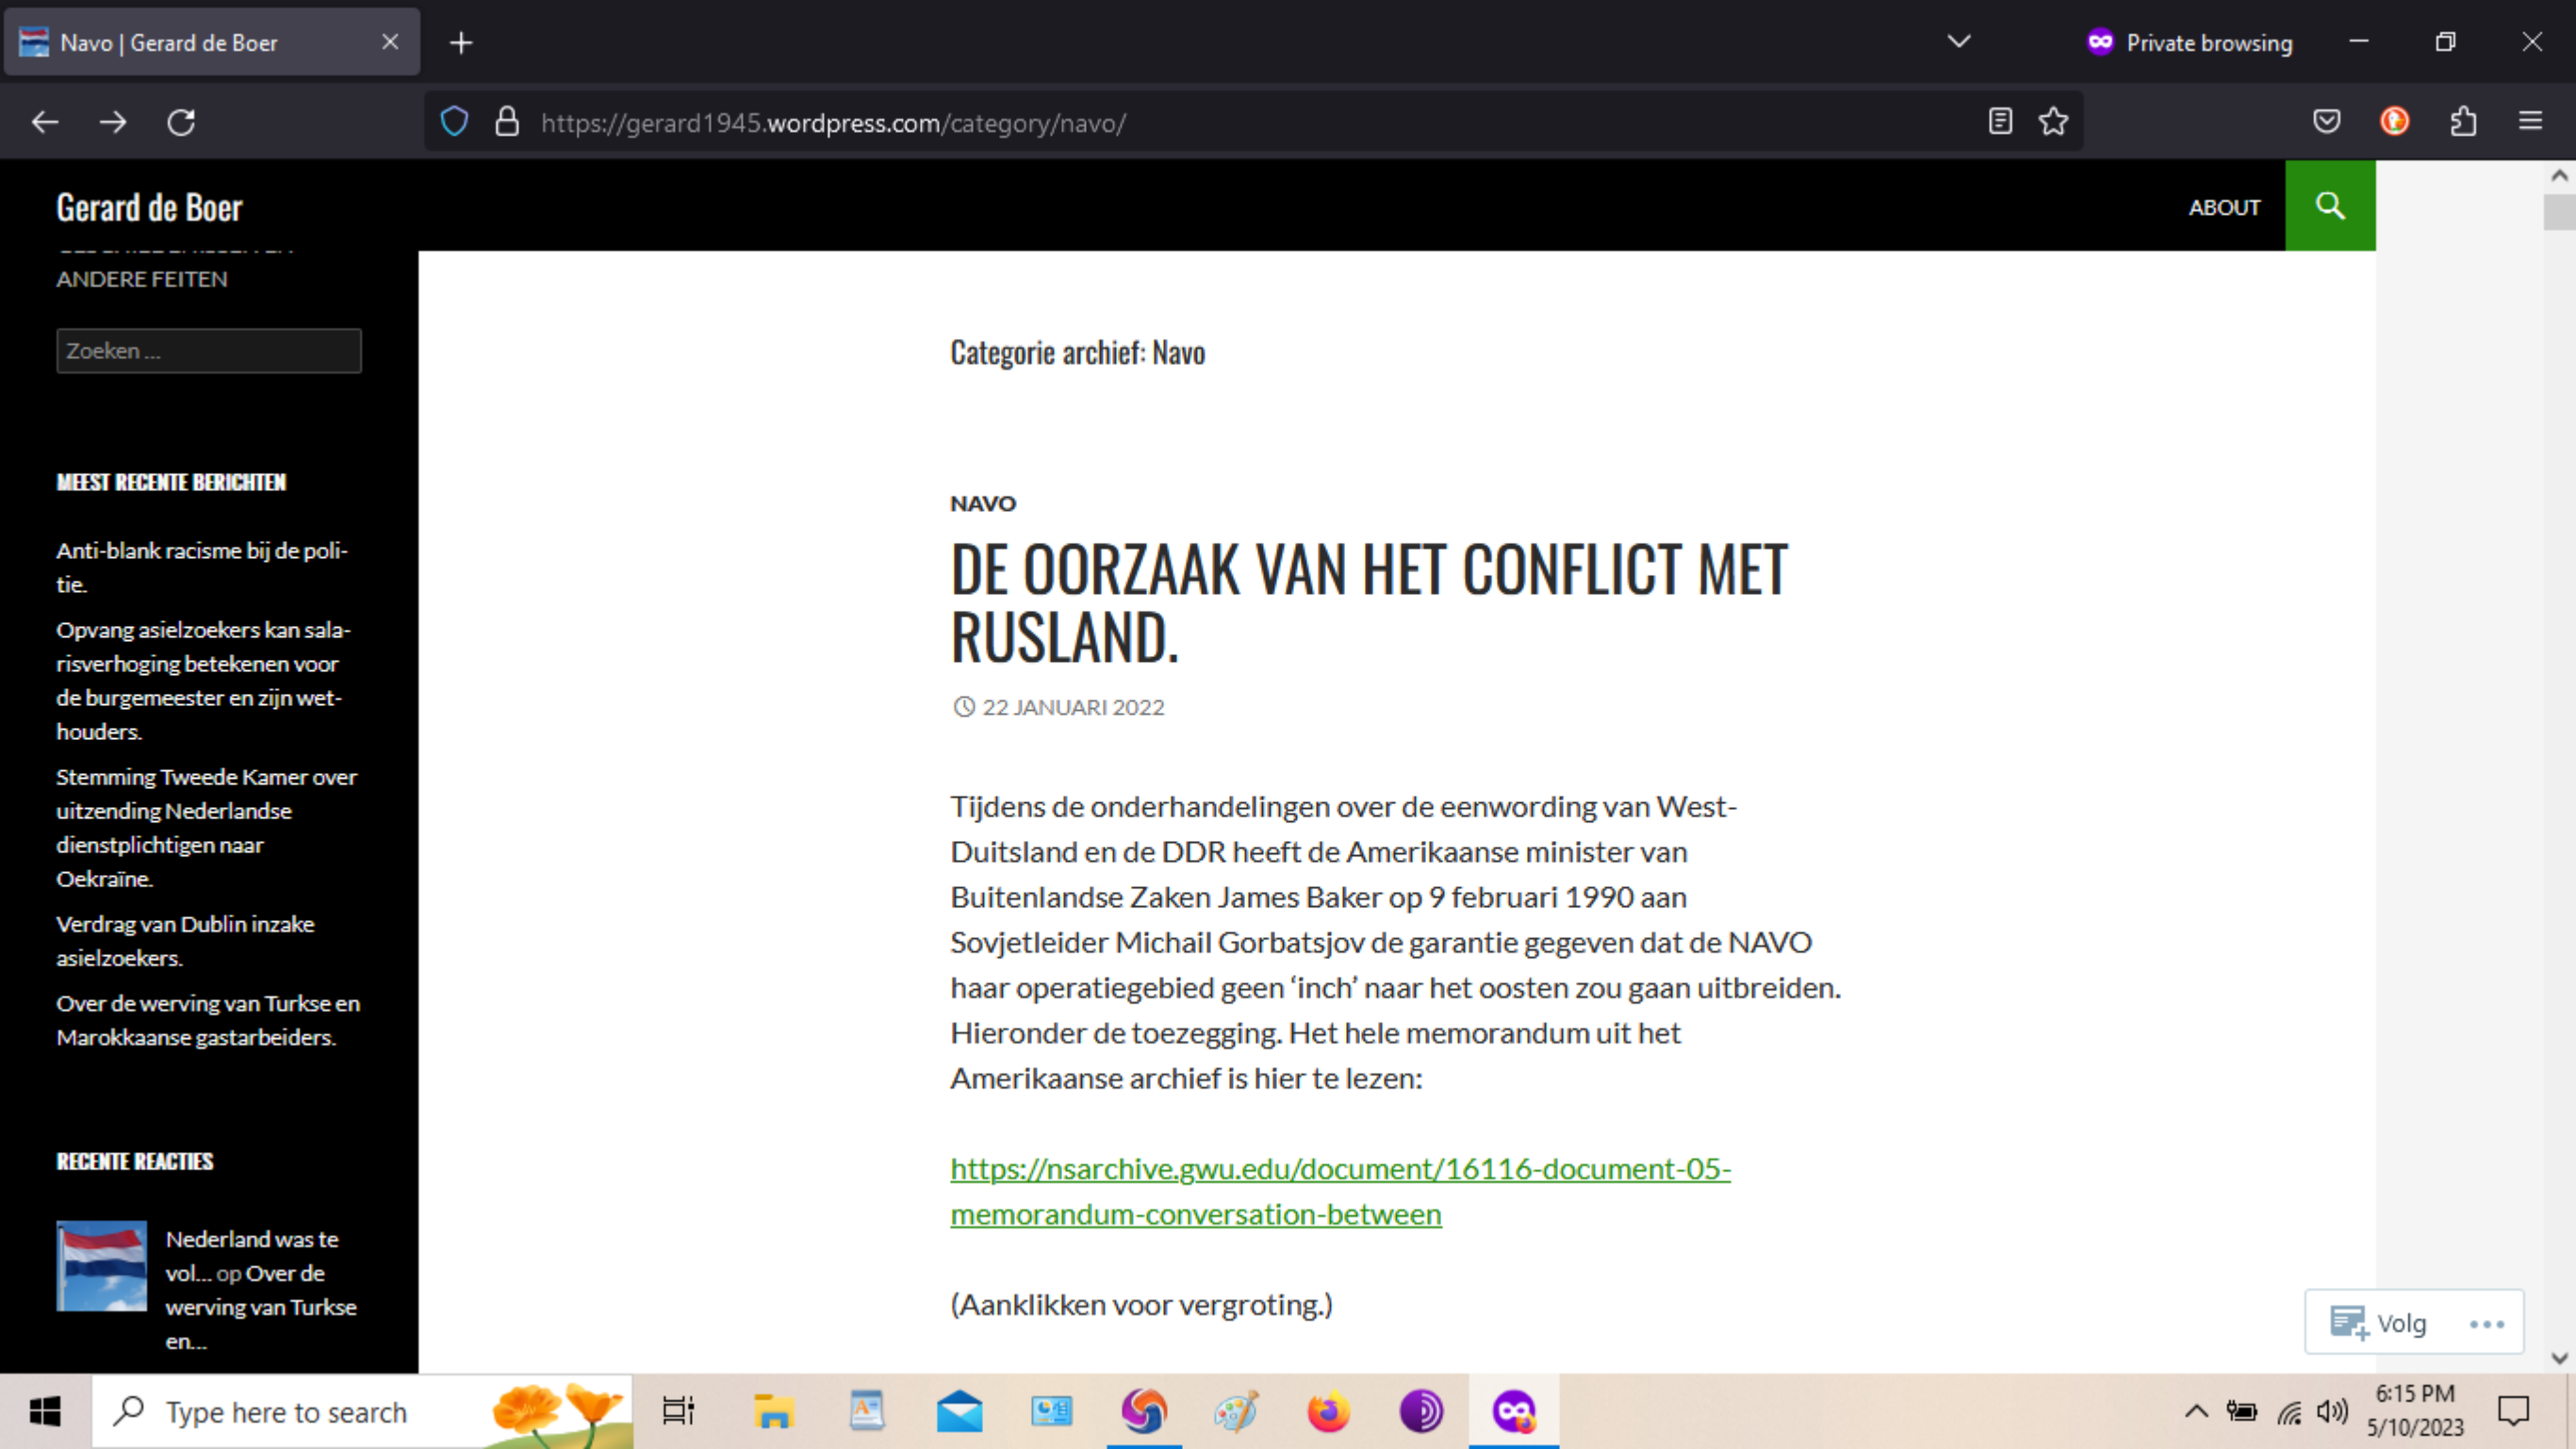 Navo | Gerard de Boer
Private browsing
https://gerard1945.wordpress.com/category/navo/
Gerard de Boer
ABOUT
ANDERE FEITEN
Zoeken ...
MEEST RECENTE BERICHTEN
Anti-blank racisme bij de poli-
tie.
Opvang asielzoekers kan sala-
risverhoging betekenen voor
de burgemeester en zijn wet-
houders.
Stemming Tweede Kamer over
uitzending Nederlandse
dienstplichtigen naar
Oekraïne.
Verdrag van Dublin inzake
asielzoekers.
Over de werving van Turkse en
Marokkaanse gastarbeiders.
RECENTE REACTIES
Nederland was te
vol... op Over de
werving van Turkse
en...
Categorie archief: Navo
NAVO
DE OORZAAK VAN HET CONFLICT MET
RUSLAND.
22 JANUARI 2022
Tijdens de onderhandelingen over de eenwording van West-
Duitsland en de DDR heeft de Amerikaanse minister van
Buitenlandse Zaken James Baker op 9 februari 1990 aan
Sovjetleider Michail Gorbatsjov de garantie gegeven dat de NAVO
haar operatiegebied geen ‘inch’ naar het oosten zou gaan uitbreiden.
Hieronder de toezegging. Het hele memorandum uit het
Amerikaanse archief is hier te lezen:
https://nsarchive.gwu.edu/document/16116-document-05-
memorandum-conversation-between
(Aanklikken voor vergroting.)
Volg
Type here to search
6:15 PM
5/10/2023